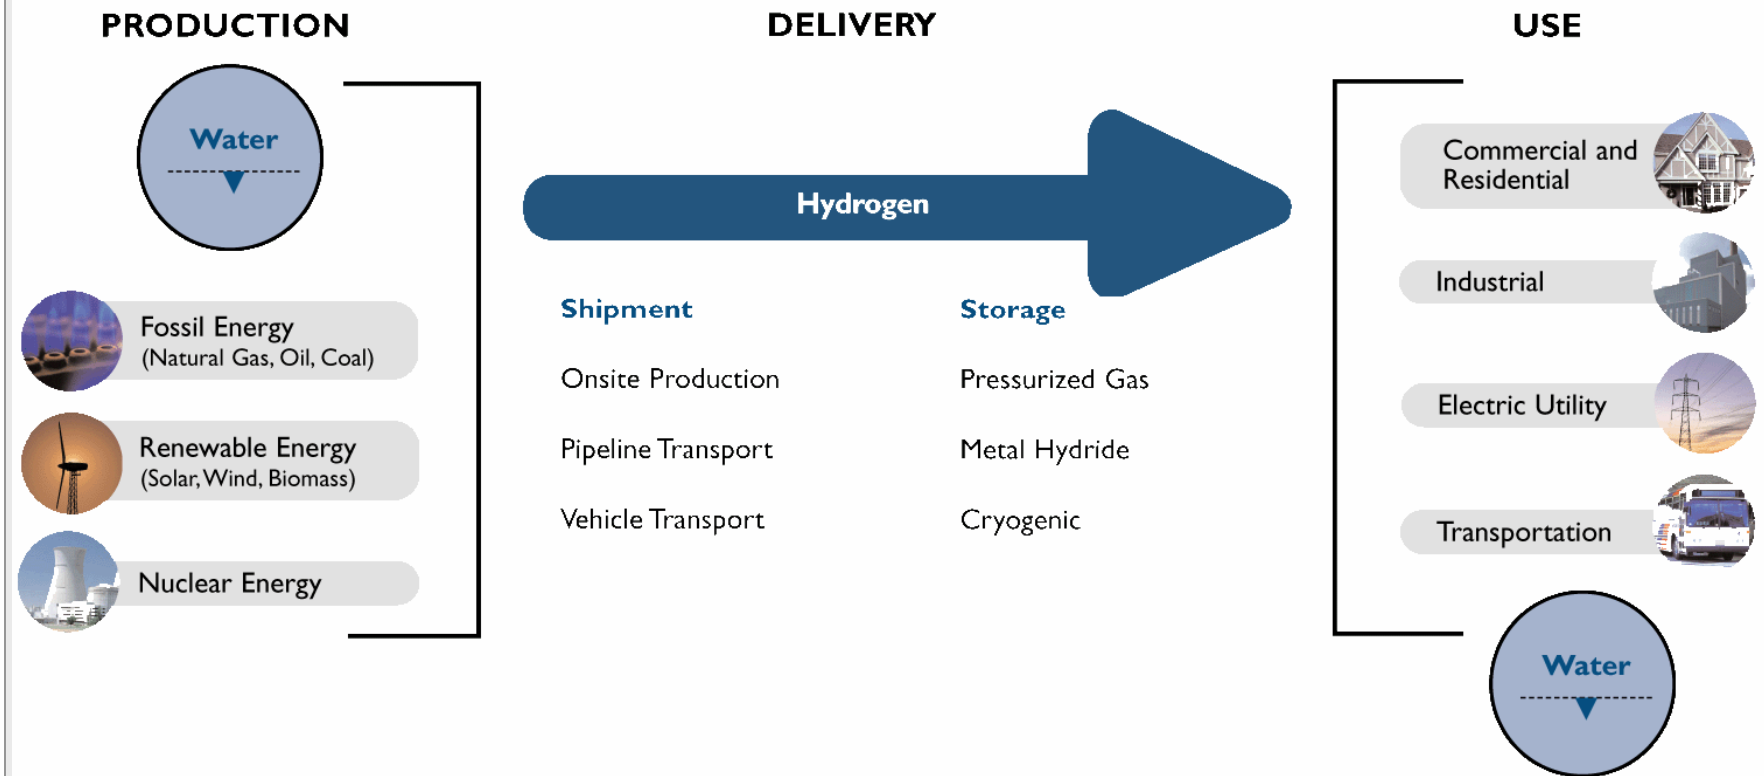 PRODUCTION
DELIVERY
USE
Water
Fossil Energy
(Natural Gas, Oil, Coal)
Renewable Energy
(Solar, Wind, Biomass)
Nuclear Energy
Hydrogen
Shipment
Onsite Production
Pipeline Transport
Vehicle Transport
Storage
Pressurized Gas
Metal Hydride
Cryogenic
Commercial and
Residential
Industrial
Electric Utility
Transportation
Water